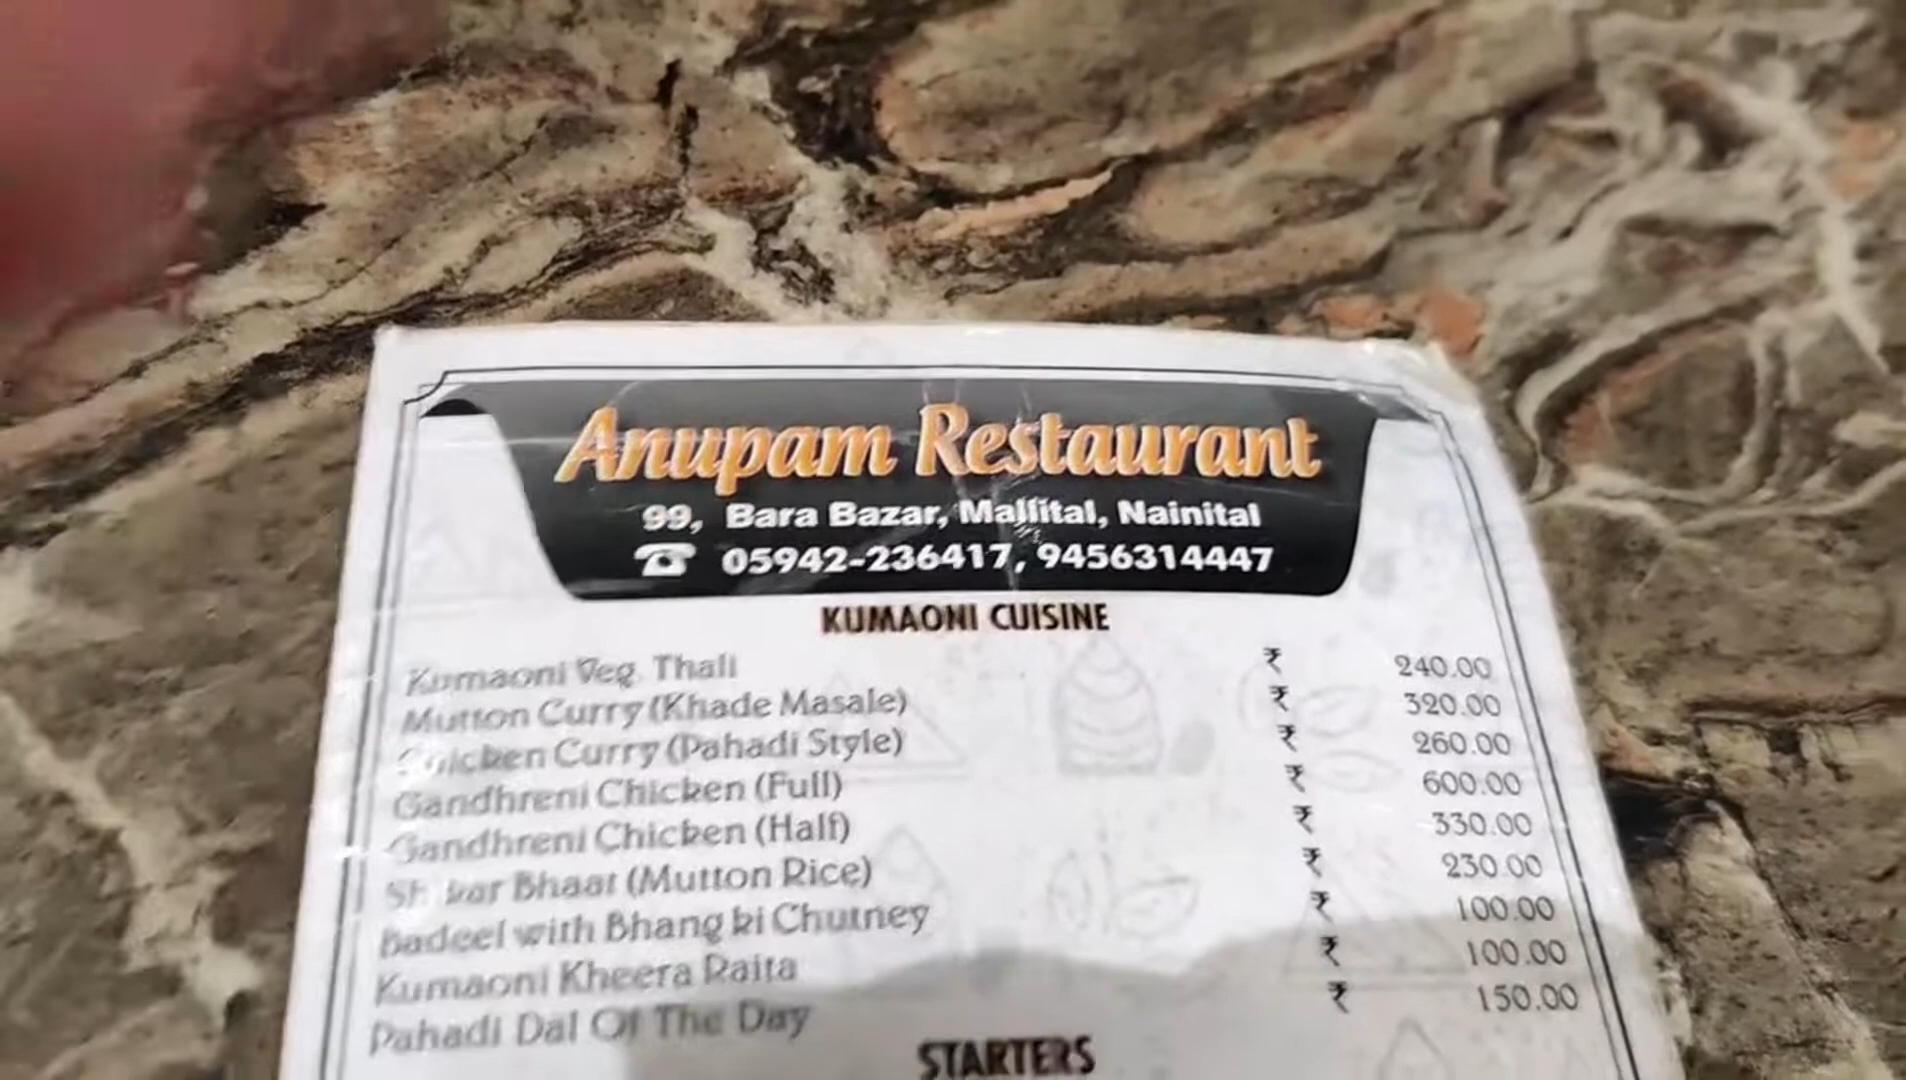 Anupam Restaurant
99, Bara Bazar, Mallital, Nainital
☎ 05942-236417, 9456314447
KUMAONI CUISINE
Kumaoni Veg. Thali ₹ 240.00
Mutton Curry (Khade Masale) ₹ 320.00
Chicken Curry (Pahadi Style) ₹ 260.00
Gandhreni Chicken (Full) ₹ 600.00
Gandhreni Chicken (Half) ₹ 330.00
Bhaat (Mutton Rice) ₹ 230.00
Badeel with Bhang ki Chutney ₹ 100.00
Kumaoni Kheera Raita ₹ 100.00
Pahadi Dal Of The Day ₹ 150.00
STARTERS